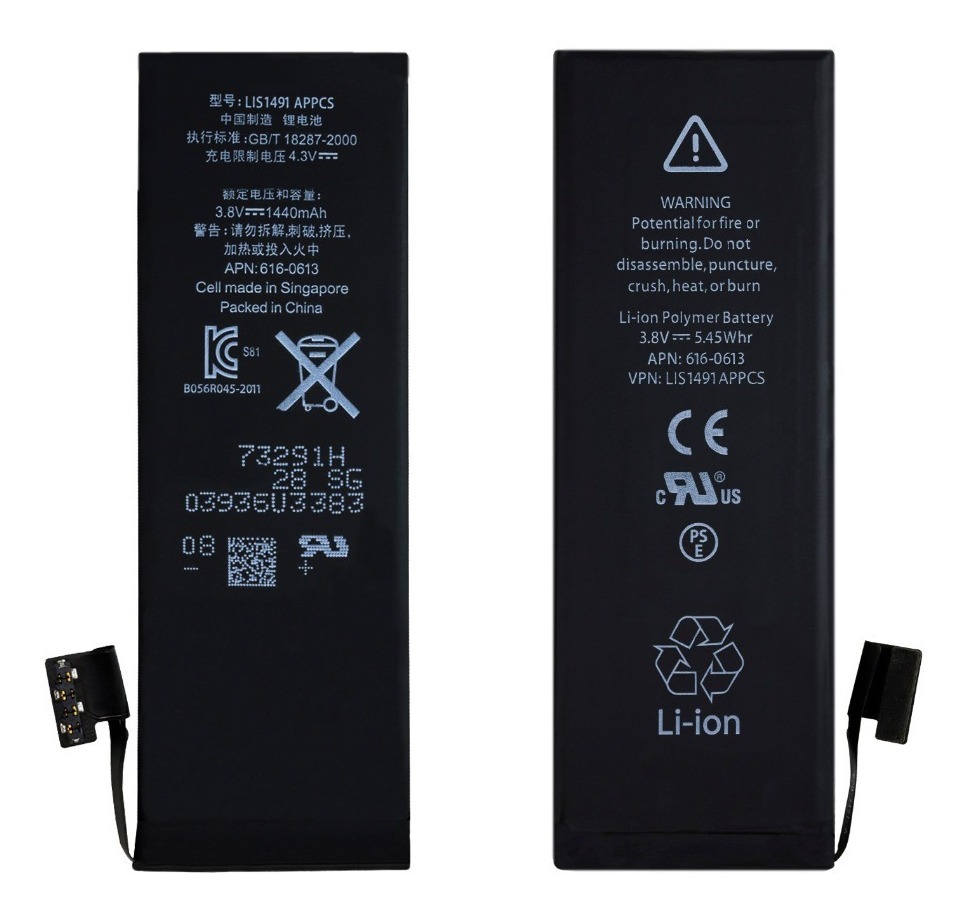 型号: LIS1491 APPCS
中国制造 锂电池
执行标准:GB/T 18287-2000
充电限制电压4.3V⎓
额定电压和容量:
3.8V⎓1440mAh
警告:请勿拆解,刺破,挤压,
加热或投入火中
APN: 616-0613
Cell made in Singapore
Packed in China
S81
B056R045-2011
73291H
28 SG
03936U3383
08
–
+
WARNING
Potential for fire or
burning. Do not
disassemble, puncture,
crush, heat, or burn
Li-ion Polymer Battery
3.8V ⎓ 5.45Whr
APN: 616-0613
VPN: LIS1491 APPCS
CE
c RU ® US
PS
E
Li-ion